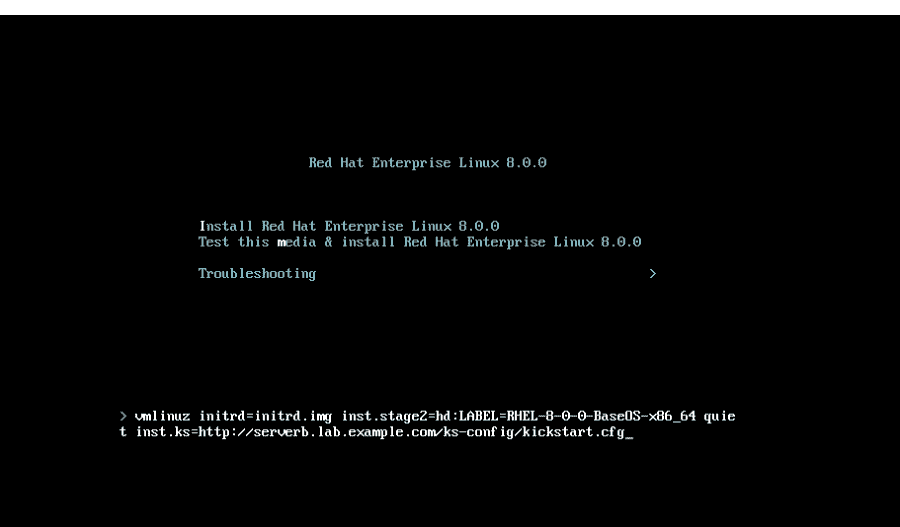 Red Hat Enterprise Linux 8.0.0
Install Red Hat Enterprise Linux 8.0.0
Test this media & install Red Hat Enterprise Linux 8.0.0
Troubleshooting >
> vmlinuz initrd=initrd.img inst.stage2=hd:LABEL=RHEL-8-0-0-BaseOS-x86_64 quie
t inst.ks=http://serverb.lab.example.com/ks-config/kickstart.cfg_